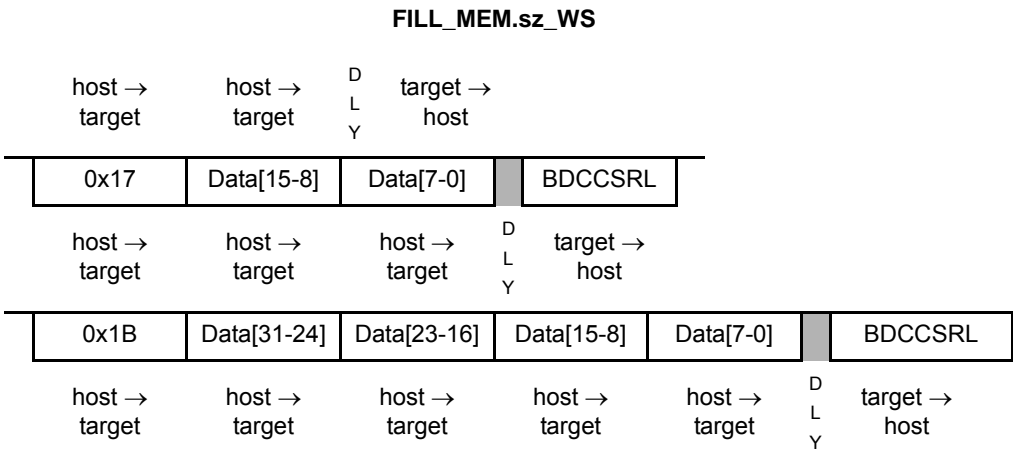 FILL_MEM.sz_WS
host → host → D target →
target target L host
Y
0x17 Data[15-8] Data[7-0] BDCCSRL
host → host → host → D target →
target target target L host
Y
0x1B Data[31-24] Data[23-16] Data[15-8] Data[7-0] BDCCSRL
host → host → host → host → host → D target →
target target target target target L host
Y